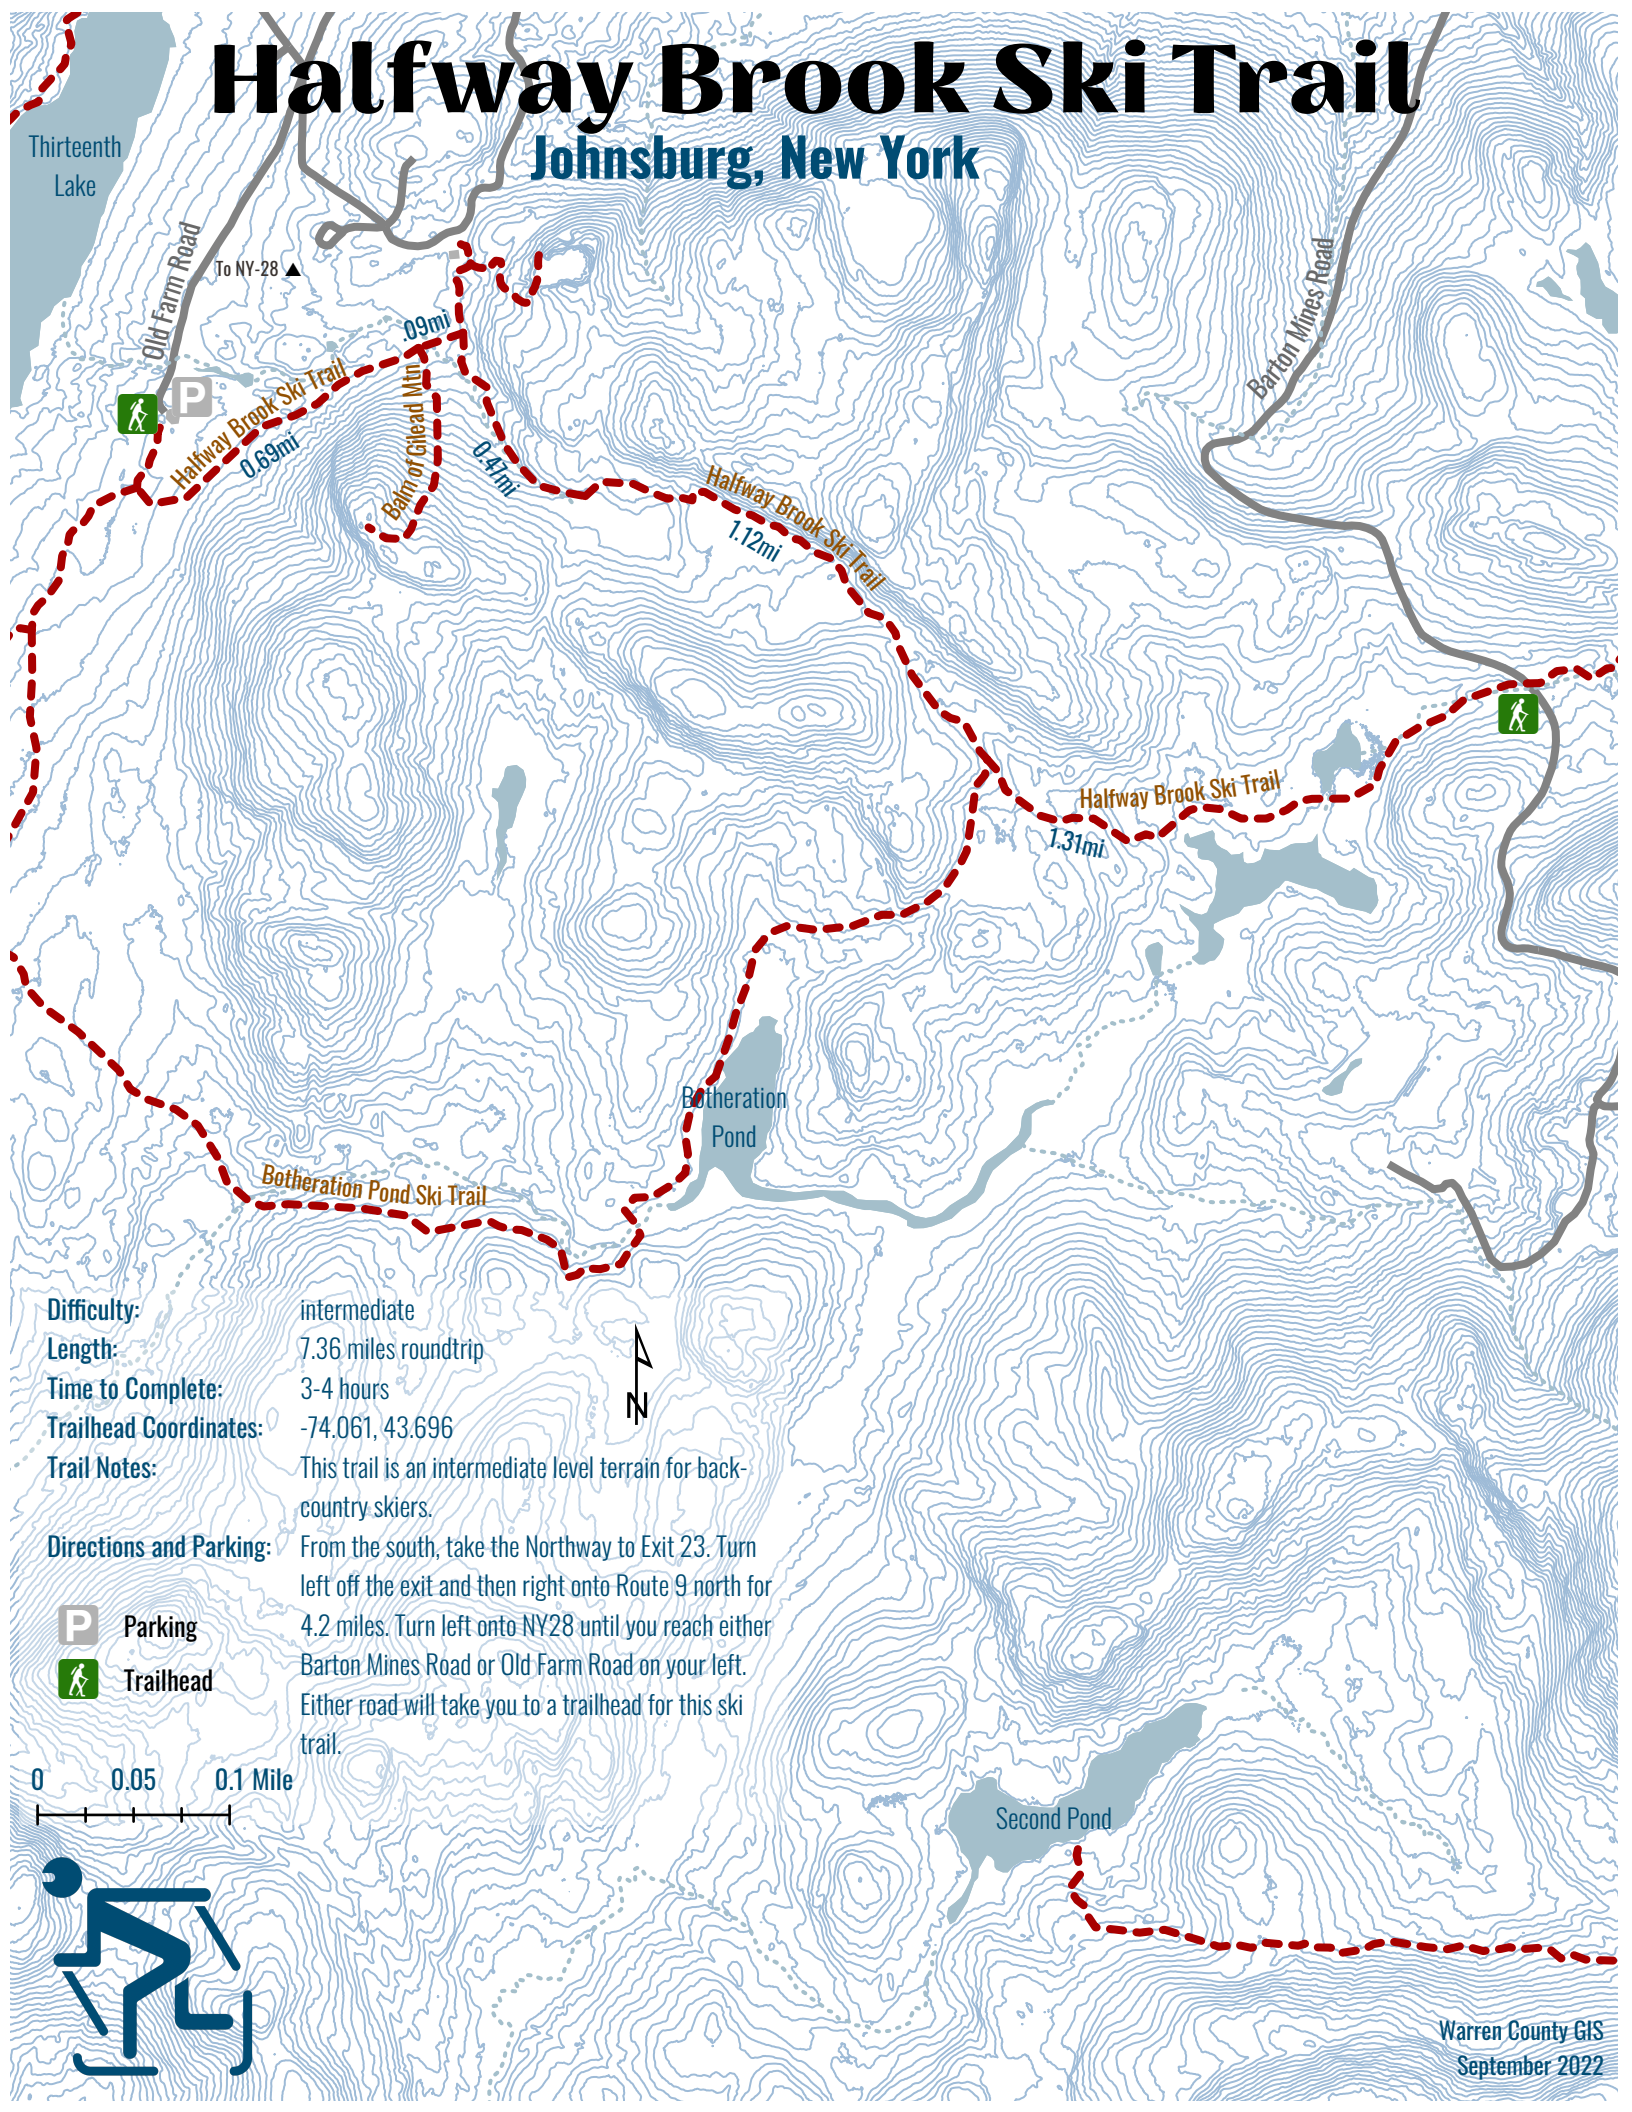 Halfway Brook Ski Trail
Johnsburg, New York
Thirteenth
Lake
Old Farm Road
To NY-28
Barton Mines Road
.09mi
P
Halfway Brook Ski Trail
0.69mi
Balm of Gilead Mtn
0.47mi
Halfway Brook Ski Trail
1.12mi
Halfway Brook Ski Trail
1.31mi
Botheration
Pond
Botheration Pond Ski Trail
Difficulty: intermediate
Length: 7.36 miles roundtrip
Time to Complete: 3-4 hours
Trailhead Coordinates: -74.061, 43.696
Trail Notes: This trail is an intermediate level terrain for back-
country skiers.
Directions and Parking: From the south, take the Northway to Exit 23. Turn
left off the exit and then right onto Route 9 north for
4.2 miles. Turn left onto NY28 until you reach either
Barton Mines Road or Old Farm Road on your left.
Either road will take you to a trailhead for this ski
trail.
N
P Parking
Trailhead
0 0.05 0.1 Mile
Second Pond
Warren County GIS
September 2022